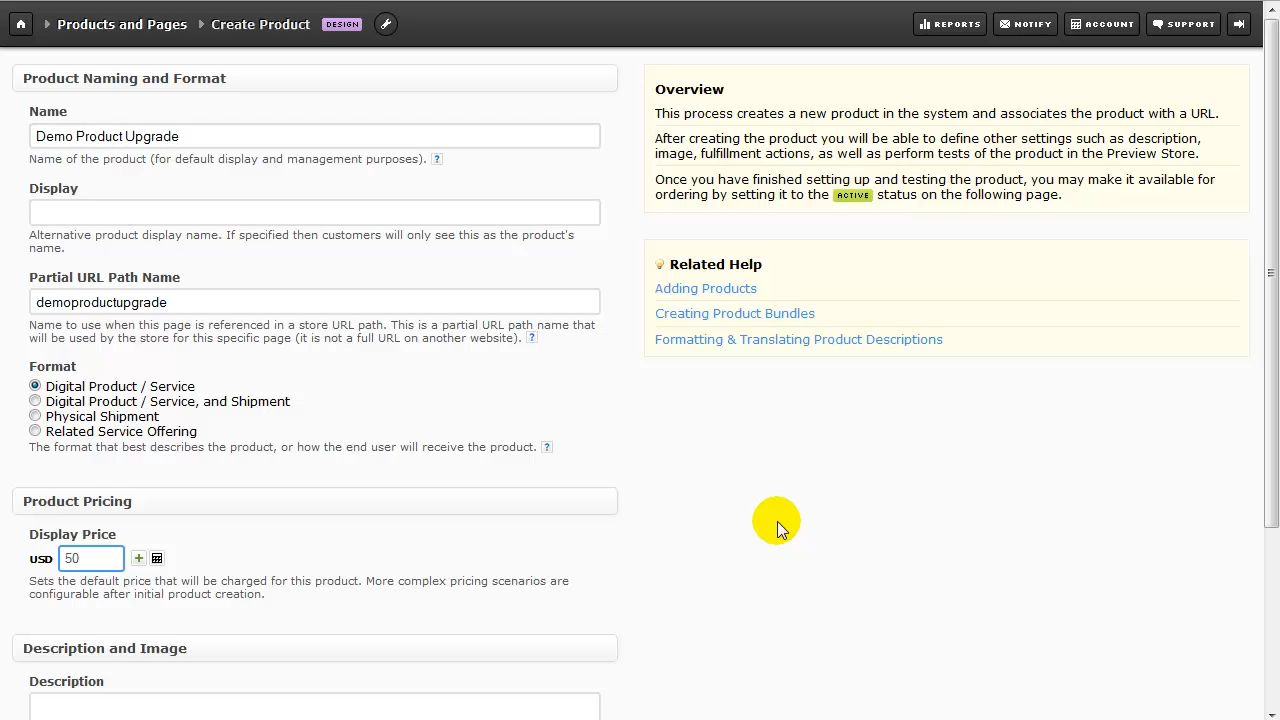 Products and Pages Create Product DESIGN REPORTS NOTIFY ACCOUNT SUPPORT
Product Naming and Format
Name
Demo Product Upgrade
Name of the product (for default display and management purposes). ?
Display
Alternative product display name. If specified then customers will only see this as the product's
name.
Partial URL Path Name
demoproductupgrade
Name to use when this page is referenced in a store URL path. This is a partial URL path name that
will be used by the store for this specific page (it is not a full URL on another website). ?
Format
Digital Product / Service
Digital Product / Service, and Shipment
Physical Shipment
Related Service Offering
The format that best describes the product, or how the end user will receive the product. ?
Product Pricing
Display Price
USD 50
Sets the default price that will be charged for this product. More complex pricing scenarios are
configurable after initial product creation.
Description and Image
Description
Overview
This process creates a new product in the system and associates the product with a URL.
After creating the product you will be able to define other settings such as description,
image, fulfillment actions, as well as perform tests of the product in the Preview Store.
Once you have finished setting up and testing the product, you may make it available for
ordering by setting it to the ACTIVE status on the following page.
Related Help
Adding Products
Creating Product Bundles
Formatting & Translating Product Descriptions